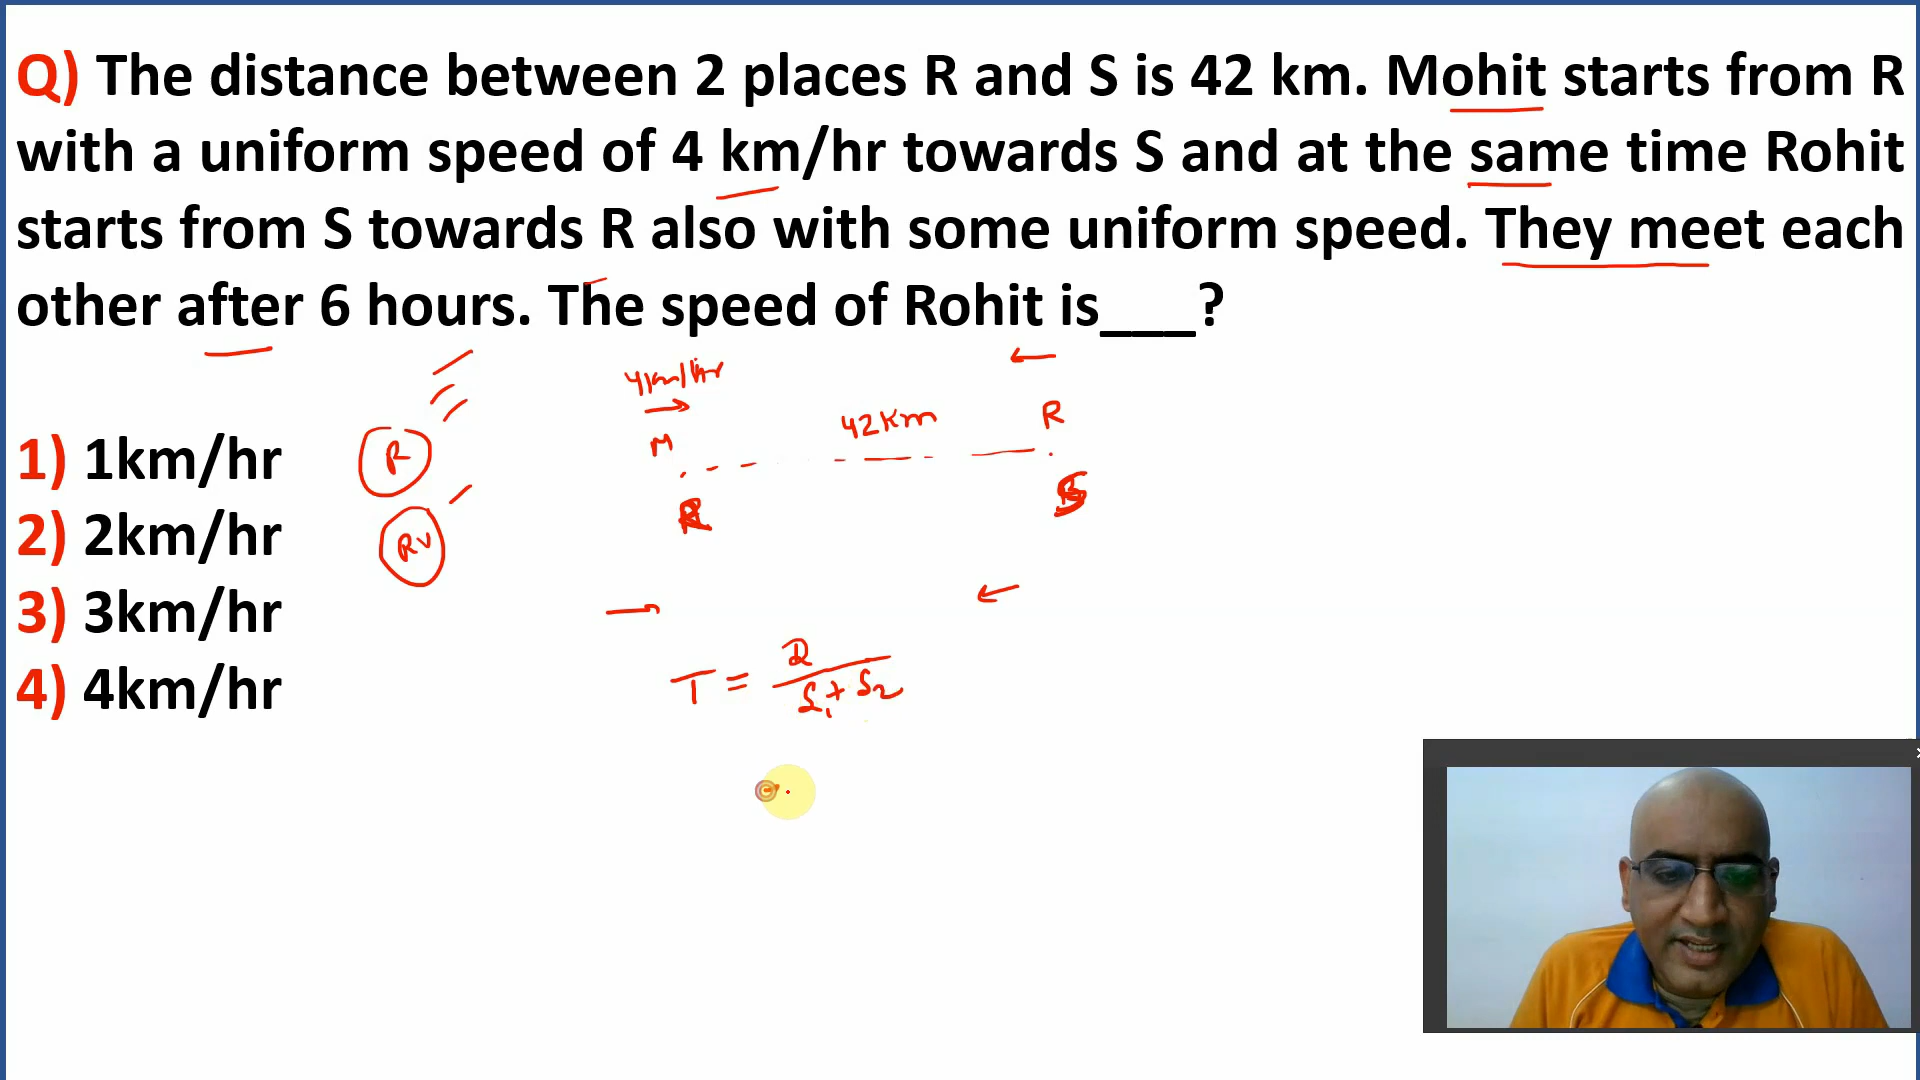 Q) The distance between 2 places R and S is 42 km. Mohit starts from R
with a uniform speed of 4 km/hr towards S and at the same time Rohit
starts from S towards R also with some uniform speed. They meet each
other after 6 hours. The speed of Rohit is___?
4km/hr
42Km
R
M
1) 1km/hr
R
R
S
2) 2km/hr
RV
3) 3km/hr
T = D / S1 + S2
4) 4km/hr